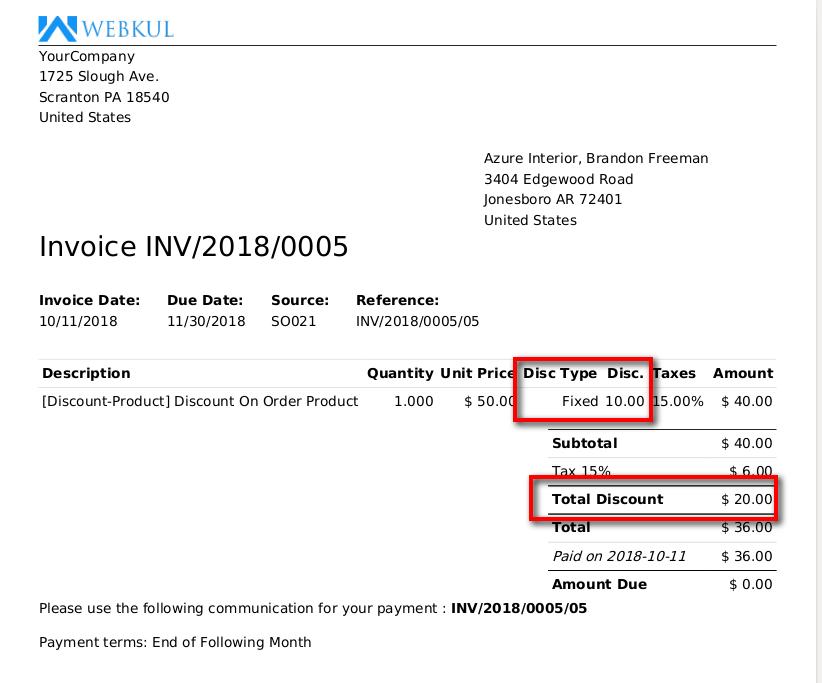 WEBKUL
YourCompany
1725 Slough Ave.
Scranton PA 18540
United States
Azure Interior, Brandon Freeman
3404 Edgewood Road
Jonesboro AR 72401
United States
Invoice INV/2018/0005
Invoice Date: Due Date: Source: Reference:
10/11/2018 11/30/2018 SO021 INV/2018/0005/05
Description Quantity Unit Price Disc Type Disc. Taxes Amount
[Discount-Product] Discount On Order Product 1.000 $ 50.00 Fixed 10.00 15.00% $ 40.00
Subtotal $ 40.00
Tax 15% $ 6.00
Total Discount $ 20.00
Total $ 36.00
Paid on 2018-10-11 $ 36.00
Amount Due $ 0.00
Please use the following communication for your payment : INV/2018/0005/05
Payment terms: End of Following Month